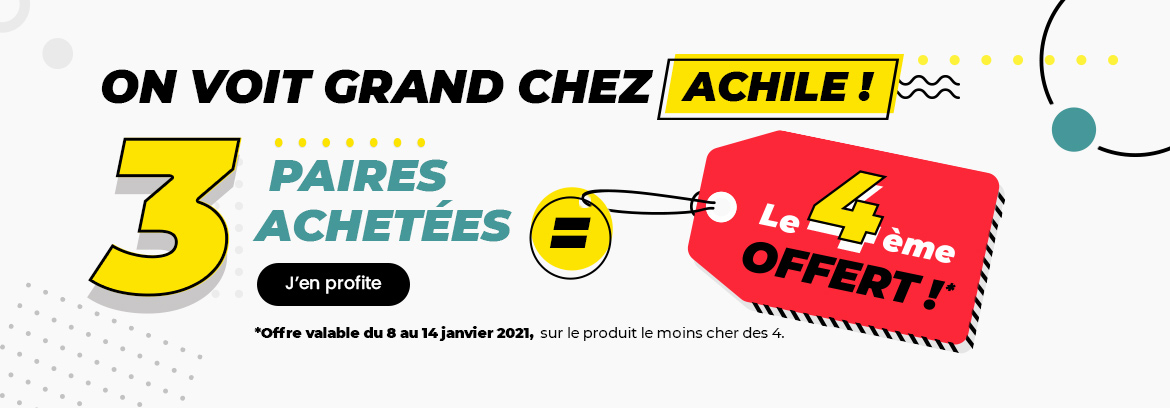 ON VOIT GRAND CHEZ ACHILE !
3 PAIRES
ACHETÉES
=
Le 4ème
OFFERT !*
J'en profite
*Offre valable du 8 au 14 janvier 2021, sur le produit le moins cher des 4.